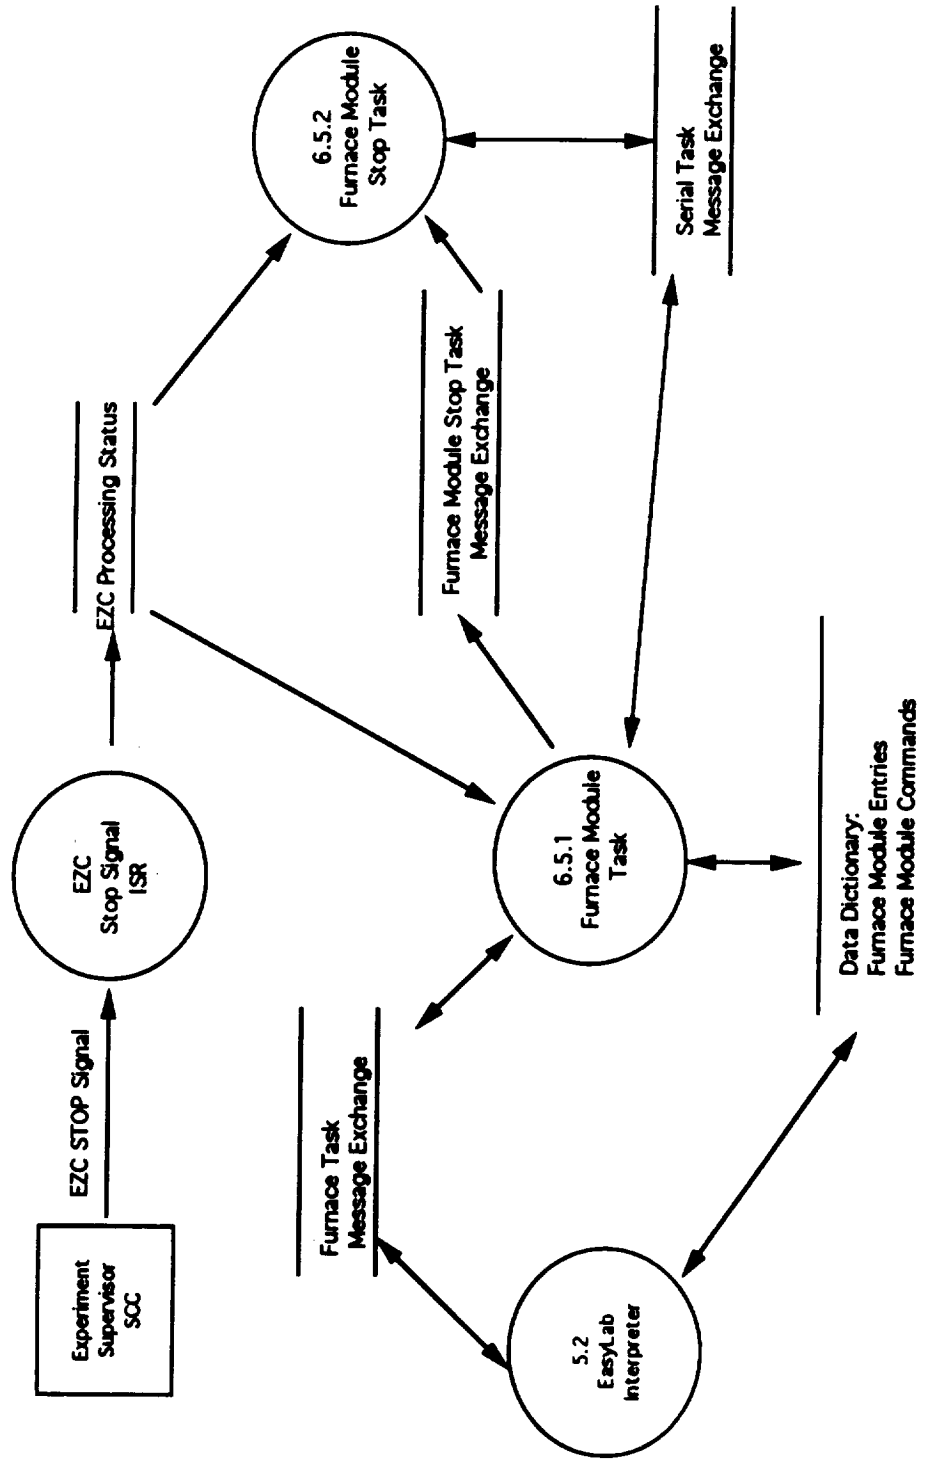 Experiment
Supervisor
SCC
EZC STOP Signal
EZC
Stop Signal
ISR
EZC Processing Status
6.5.2
Furnace Module
Stop Task
Furnace Task
Message Exchange
Furnace Module Stop Task
Message Exchange
5.2
EasyLab
Interpreter
6.5.1
Furnace Module
Task
Serial Task
Message Exchange
Data Dictionary:
Furnace Module Entries
Furnace Module Commands